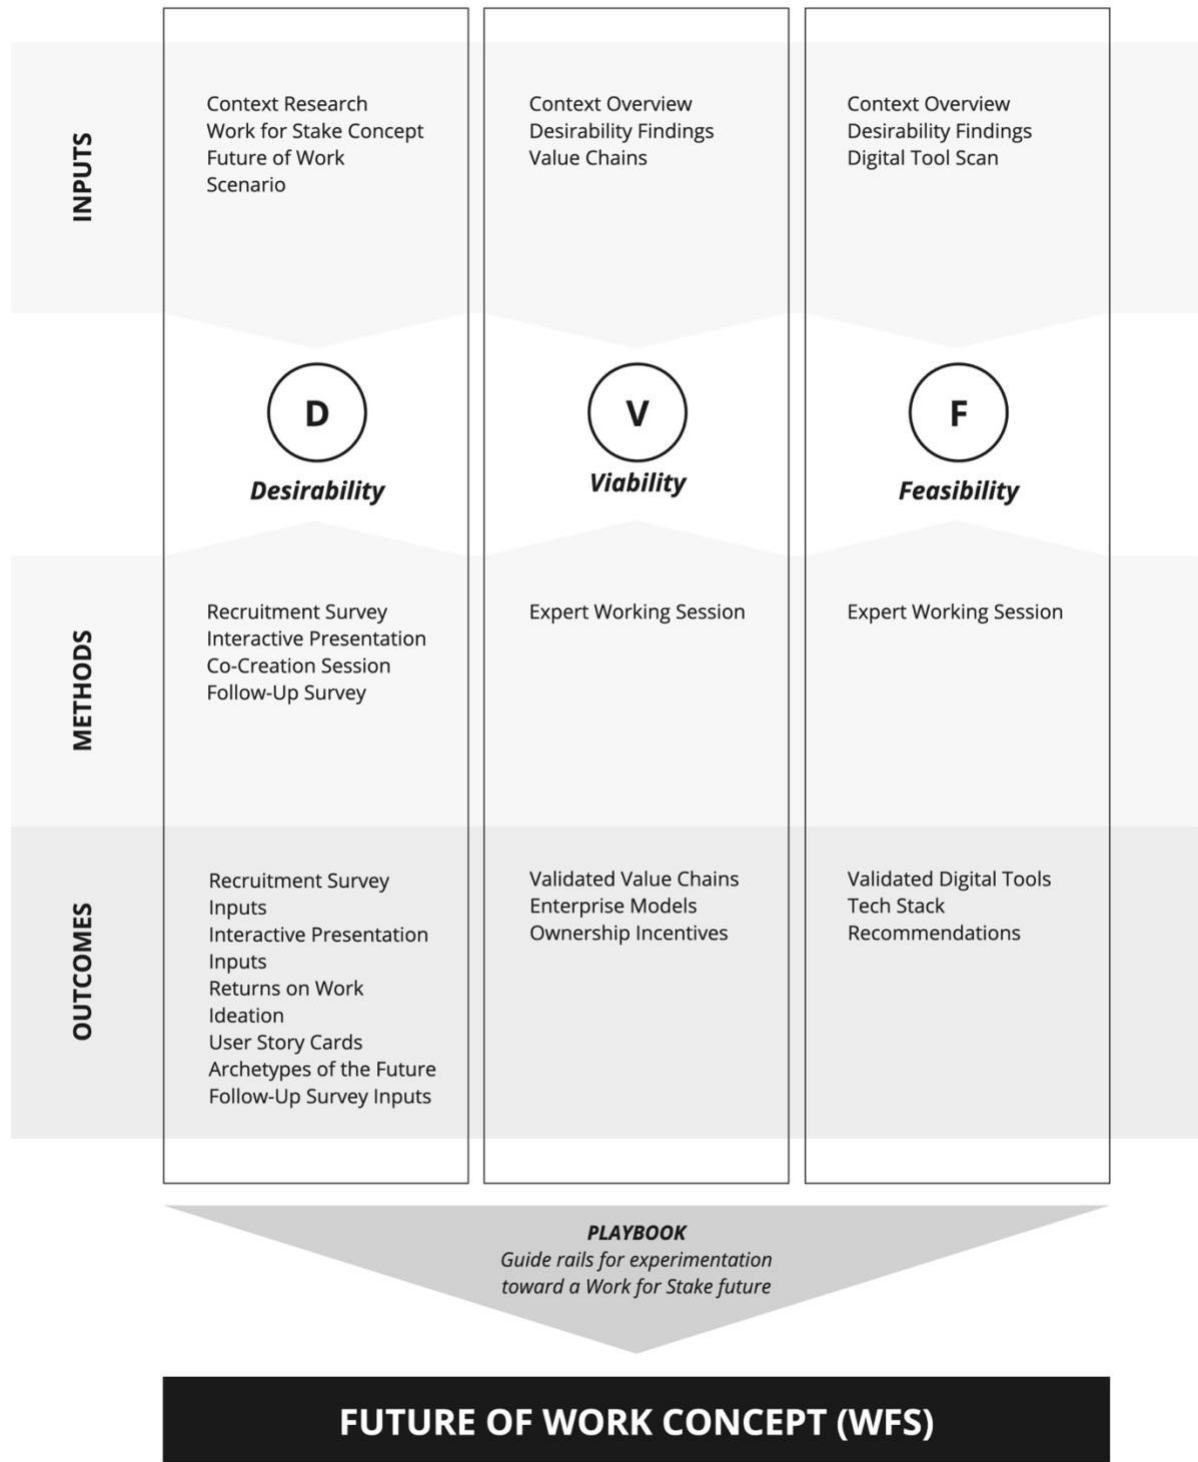 INPUTS
Context Research
Work for Stake Concept
Future of Work
Scenario
Context Overview
Desirability Findings
Value Chains
Context Overview
Desirability Findings
Digital Tool Scan
D
Desirability
V
Viability
F
Feasibility
METHODS
Recruitment Survey
Interactive Presentation
Co-Creation Session
Follow-Up Survey
Expert Working Session
Expert Working Session
OUTCOMES
Recruitment Survey
Inputs
Interactive Presentation
Inputs
Returns on Work
Ideation
User Story Cards
Archetypes of the Future
Follow-Up Survey Inputs
Validated Value Chains
Enterprise Models
Ownership Incentives
Validated Digital Tools
Tech Stack
Recommendations
PLAYBOOK
Guide rails for experimentation
toward a Work for Stake future
FUTURE OF WORK CONCEPT (WFS)